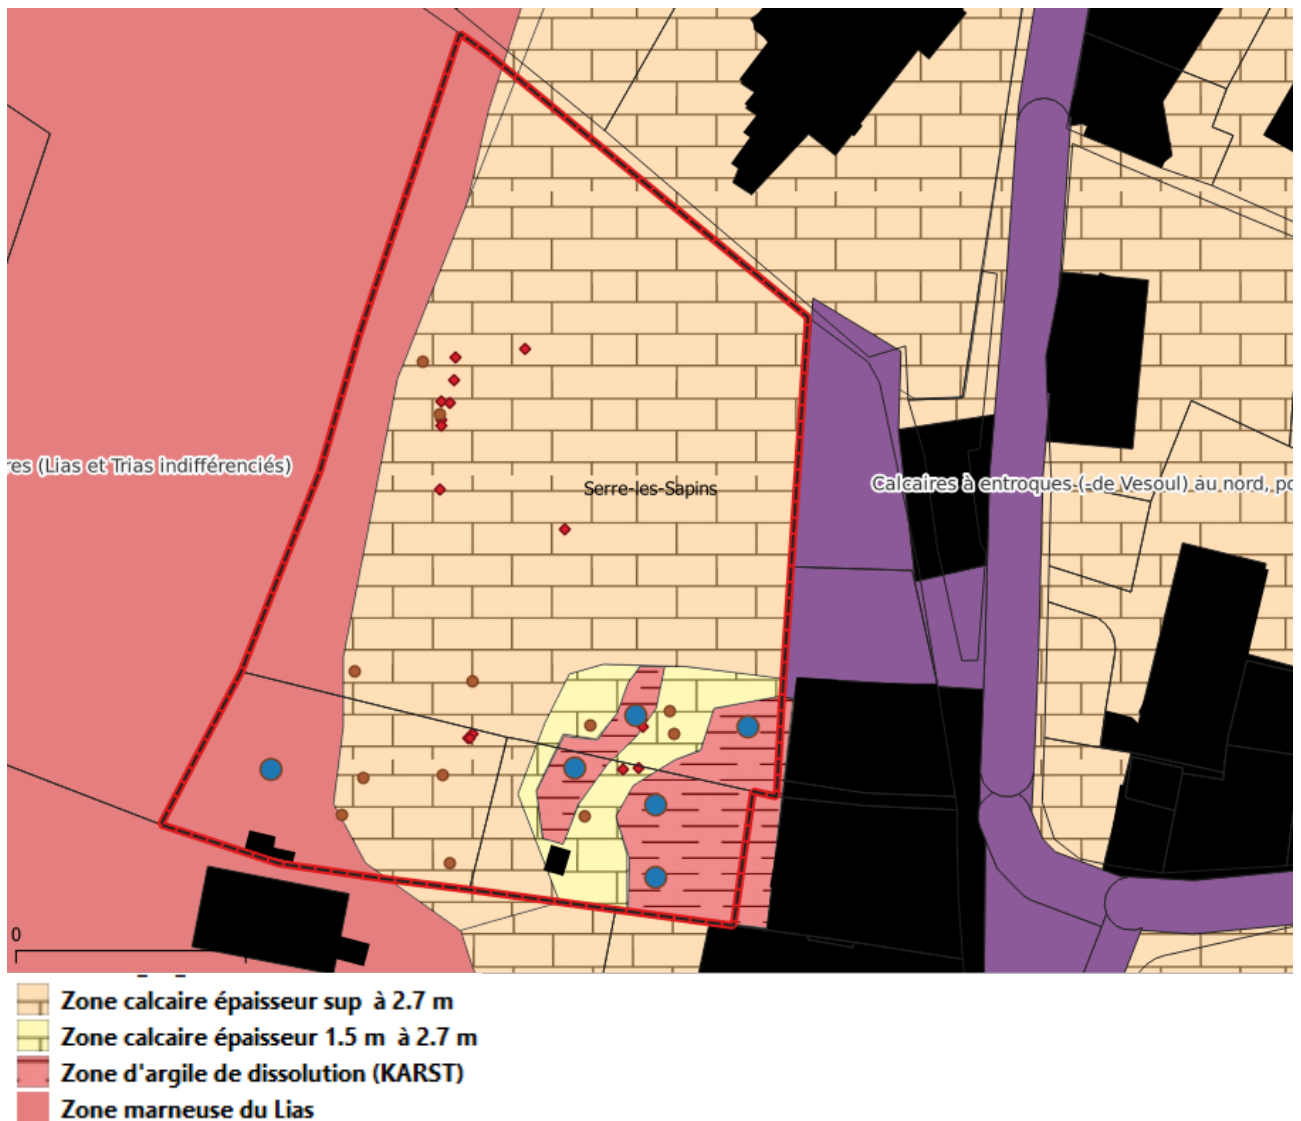 res (Lias et Trias indifférenciés)
Serre-les-Sapins
Calcaires à entroques (-de Vesoul) au nord, po
0
Zone calcaire épaisseur sup à 2.7 m
Zone calcaire épaisseur 1.5 m à 2.7 m
Zone d'argile de dissolution (KARST)
Zone marneuse du Lias